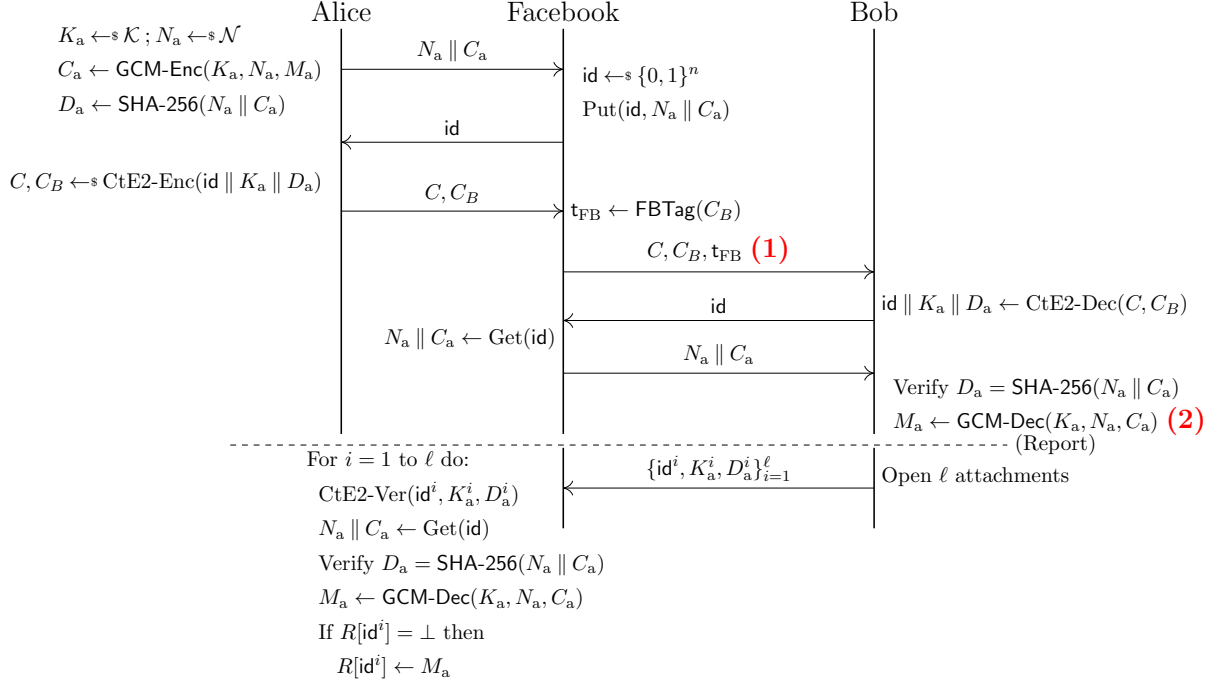 Alice Facebook Bob
K_a ←$ 𝒦 ; N_a ←$ 𝒩
N_a ∥ C_a
C_a ← GCM-Enc(K_a, N_a, M_a)
id ←$ {0, 1}^n
D_a ← SHA-256(N_a ∥ C_a)
Put(id, N_a ∥ C_a)
id
C, C_B ←$ CtE2-Enc(id ∥ K_a ∥ D_a)
C, C_B
t_FB ← FBTag(C_B)
C, C_B, t_FB (1)
id
id ∥ K_a ∥ D_a ← CtE2-Dec(C, C_B)
N_a ∥ C_a ← Get(id)
N_a ∥ C_a
Verify D_a = SHA-256(N_a ∥ C_a)
M_a ← GCM-Dec(K_a, N_a, C_a) (2)
(Report)
For i = 1 to ℓ do:
{id^i, K_a^i, D_a^i}_{i=1}^ℓ
Open ℓ attachments
CtE2-Ver(id^i, K_a^i, D_a^i)
N_a ∥ C_a ← Get(id)
Verify D_a = SHA-256(N_a ∥ C_a)
M_a ← GCM-Dec(K_a, N_a, C_a)
If R[id^i] = ⊥ then
R[id^i] ← M_a